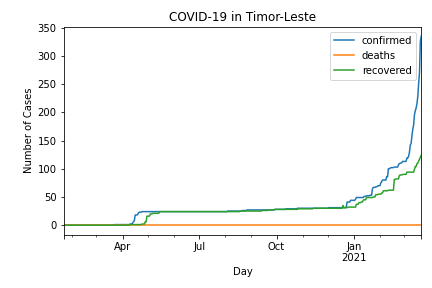 COVID-19 in Timor-Leste
350
300
250
200
150
100
50
0
Number of Cases
confirmed
deaths
recovered
Apr
Jul
Oct
Jan
2021
Day